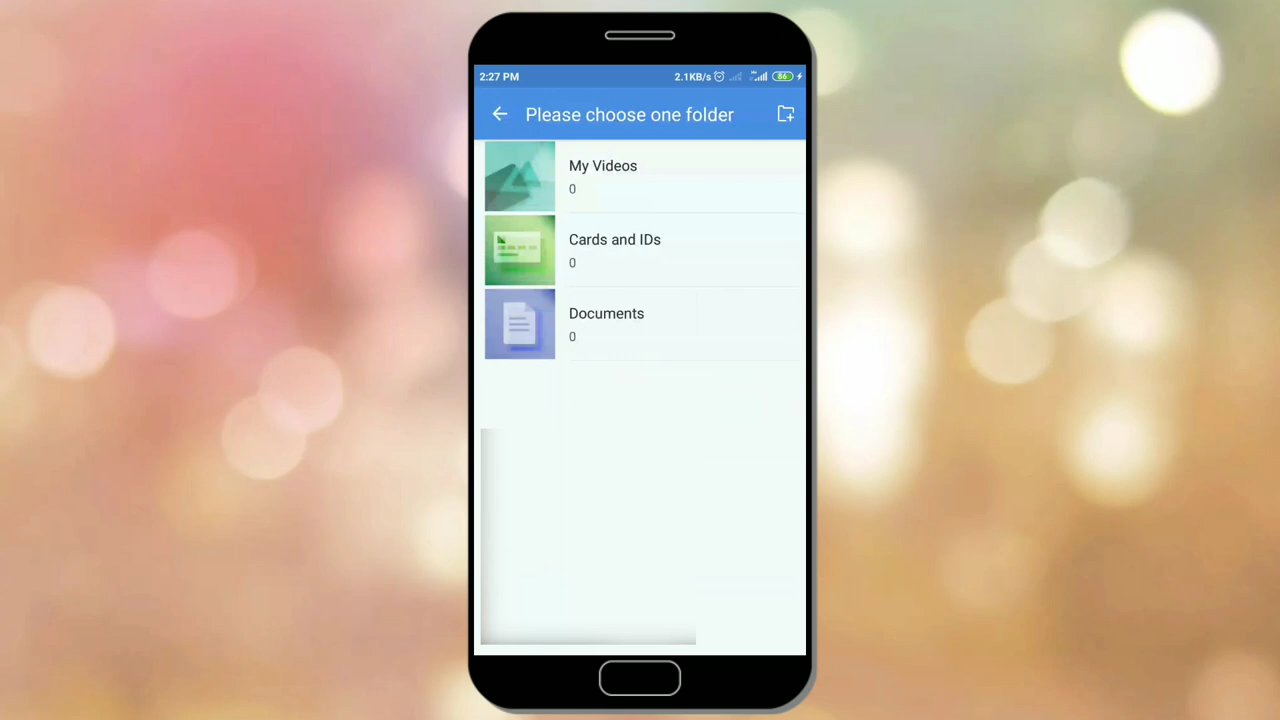 2:27 PM
2.1KB/s
86
Please choose one folder
My Videos
0
Cards and IDs
0
Documents
0